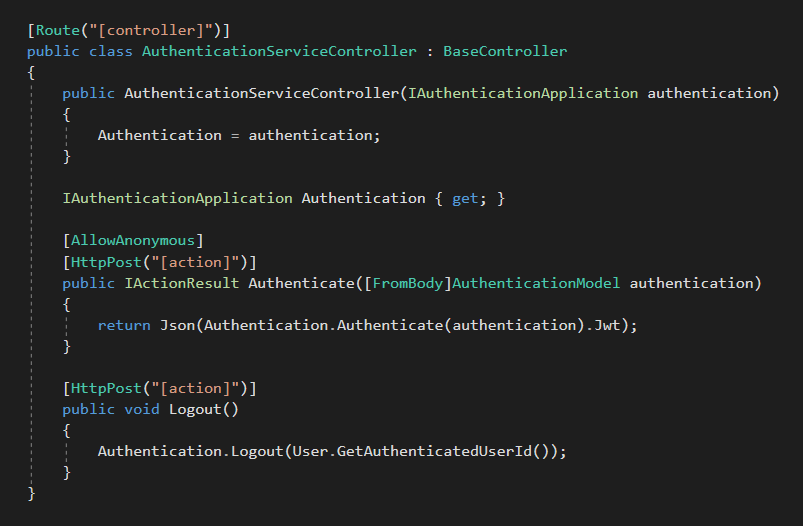 [Route("[controller]")]
public class AuthenticationServiceController : BaseController
{
    public AuthenticationServiceController(IAuthenticationApplication authentication)
    {
        Authentication = authentication;
    }

    IAuthenticationApplication Authentication { get; }

    [AllowAnonymous]
    [HttpPost("[action]")]
    public IActionResult Authenticate([FromBody]AuthenticationModel authentication)
    {
        return Json(Authentication.Authenticate(authentication).Jwt);
    }

    [HttpPost("[action]")]
    public void Logout()
    {
        Authentication.Logout(User.GetAuthenticatedUserId());
    }
}